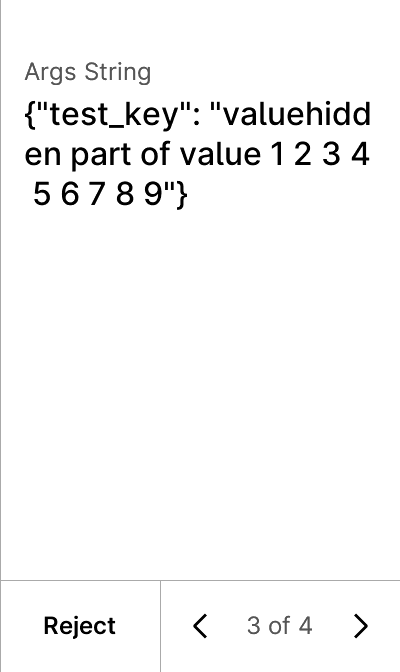 Args String
{"test_key": "valuehidd
en part of value 1 2 3 4
 5 6 7 8 9"}
Reject
3 of 4